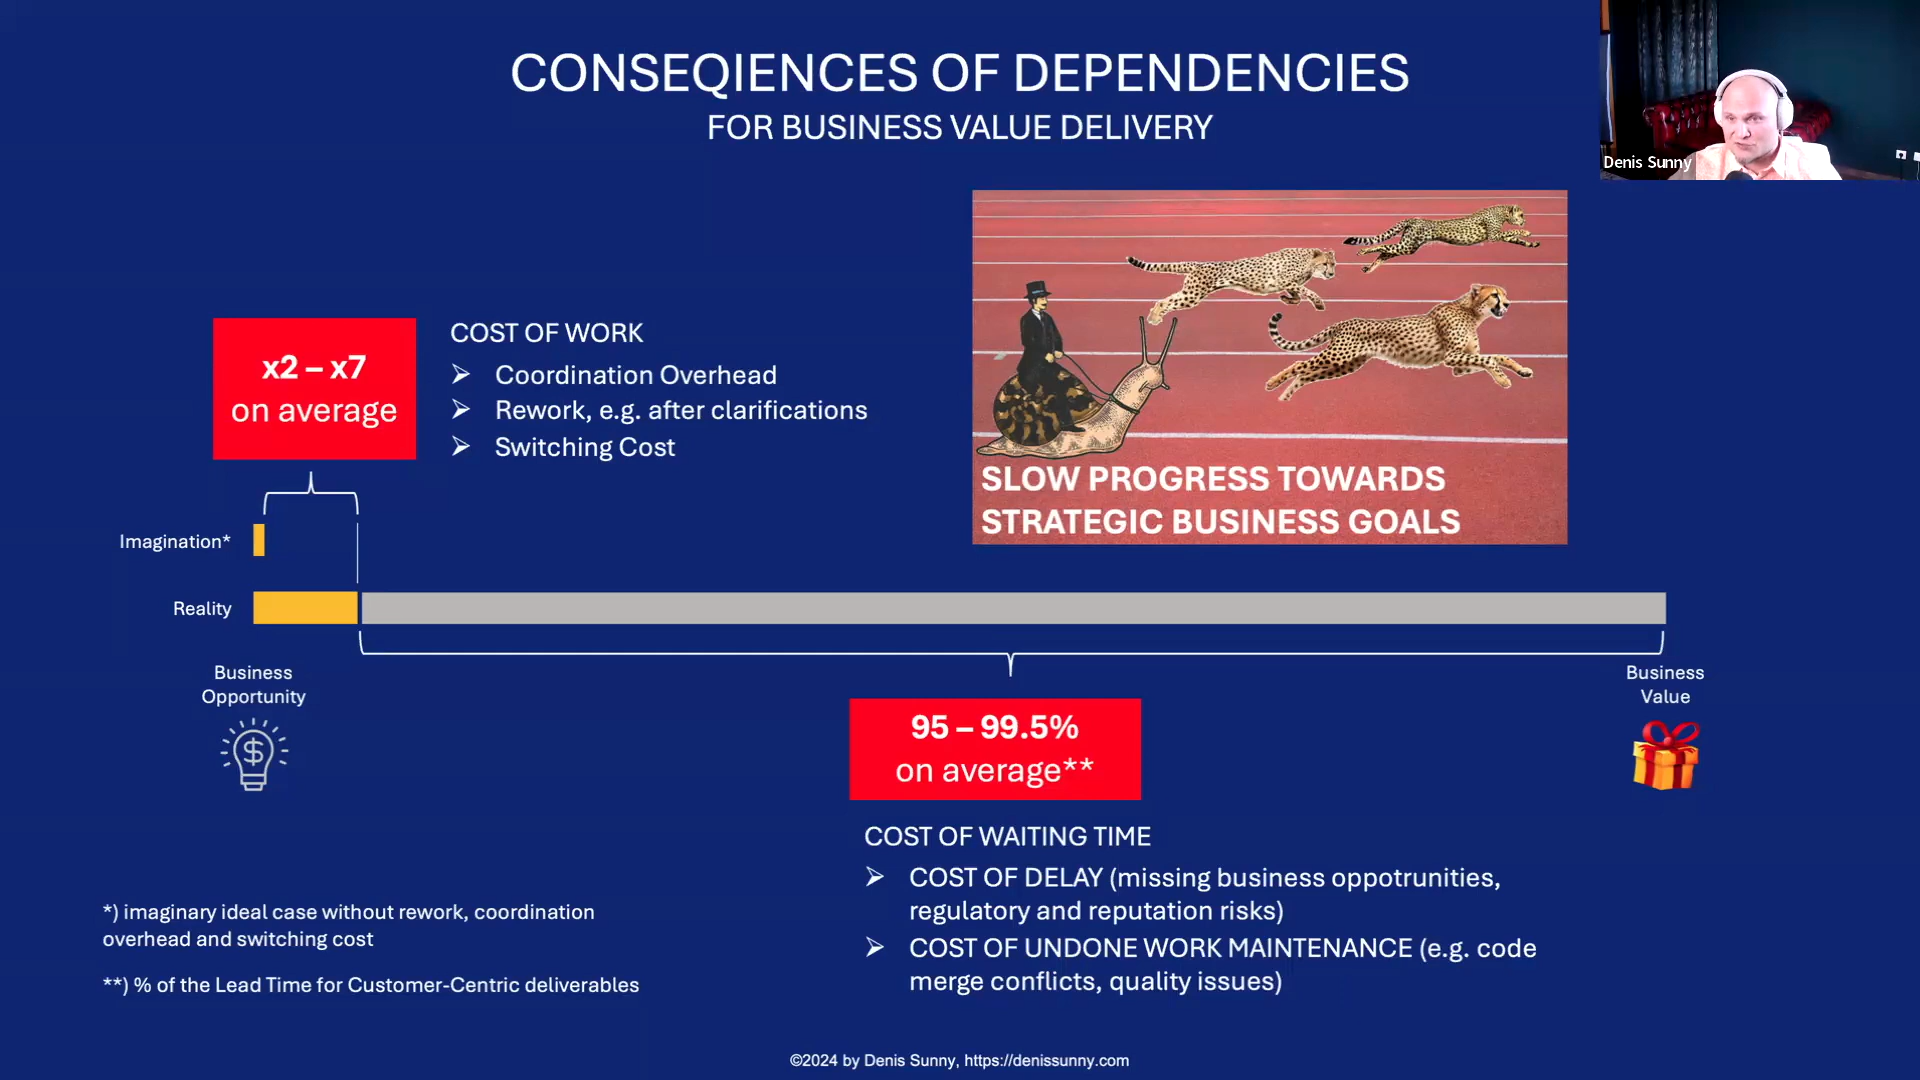 CONSEQIENCES OF DEPENDENCIES
FOR BUSINESS VALUE DELIVERY
Denis Sunny
x2 – x7
on average
COST OF WORK
➢ Coordination Overhead
➢ Rework, e.g. after clarifications
➢ Switching Cost
SLOW PROGRESS TOWARDS
STRATEGIC BUSINESS GOALS
Imagination*
Reality
Business
Opportunity
Business
Value
95 – 99.5%
on average**
COST OF WAITING TIME
➢ COST OF DELAY (missing business oppotrunities,
regulatory and reputation risks)
➢ COST OF UNDONE WORK MAINTENANCE (e.g. code
merge conflicts, quality issues)
*) imaginary ideal case without rework, coordination
overhead and switching cost
**) % of the Lead Time for Customer-Centric deliverables
©2024 by Denis Sunny, https://denissunny.com